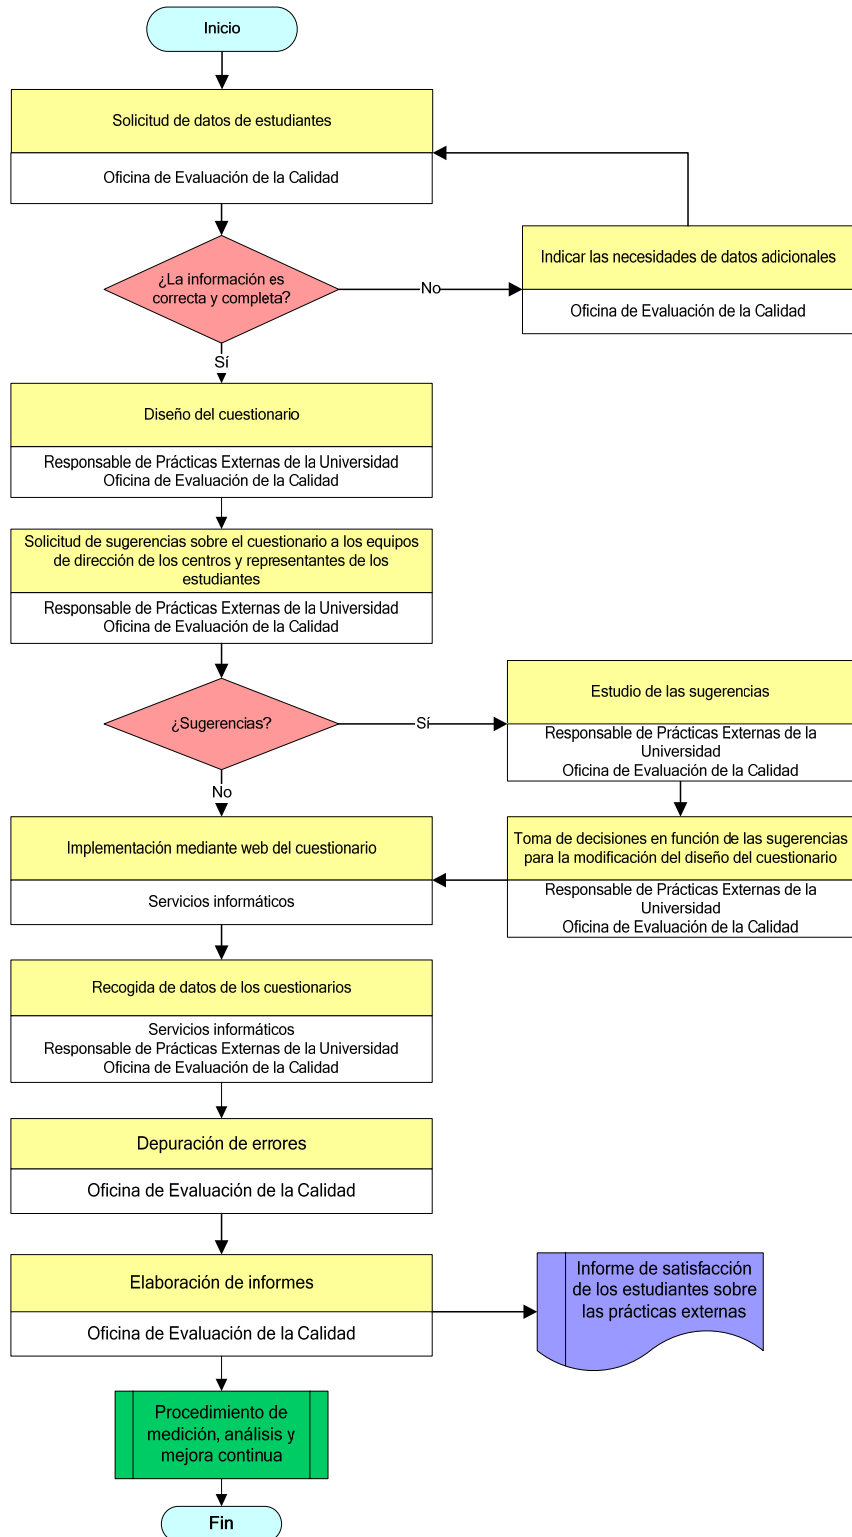 Inicio
Solicitud de datos de estudiantes
Oficina de Evaluación de la Calidad
¿La información es
correcta y completa?
No
Indicar las necesidades de datos adicionales
Oficina de Evaluación de la Calidad
Sí
Diseño del cuestionario
Responsable de Prácticas Externas de la Universidad
Oficina de Evaluación de la Calidad
Solicitud de sugerencias sobre el cuestionario a los equipos
de dirección de los centros y representantes de los
estudiantes
Responsable de Prácticas Externas de la Universidad
Oficina de Evaluación de la Calidad
¿Sugerencias?
Sí
Estudio de las sugerencias
Responsable de Prácticas Externas de la
Universidad
Oficina de Evaluación de la Calidad
No
Toma de decisiones en función de las sugerencias
para la modificación del diseño del cuestionario
Responsable de Prácticas Externas de la
Universidad
Oficina de Evaluación de la Calidad
Implementación mediante web del cuestionario
Servicios informáticos
Recogida de datos de los cuestionarios
Servicios informáticos
Responsable de Prácticas Externas de la Universidad
Oficina de Evaluación de la Calidad
Depuración de errores
Oficina de Evaluación de la Calidad
Elaboración de informes
Oficina de Evaluación de la Calidad
Informe de satisfacción
de los estudiantes sobre
las prácticas externas
Procedimiento de
medición, análisis y
mejora continua
Fin